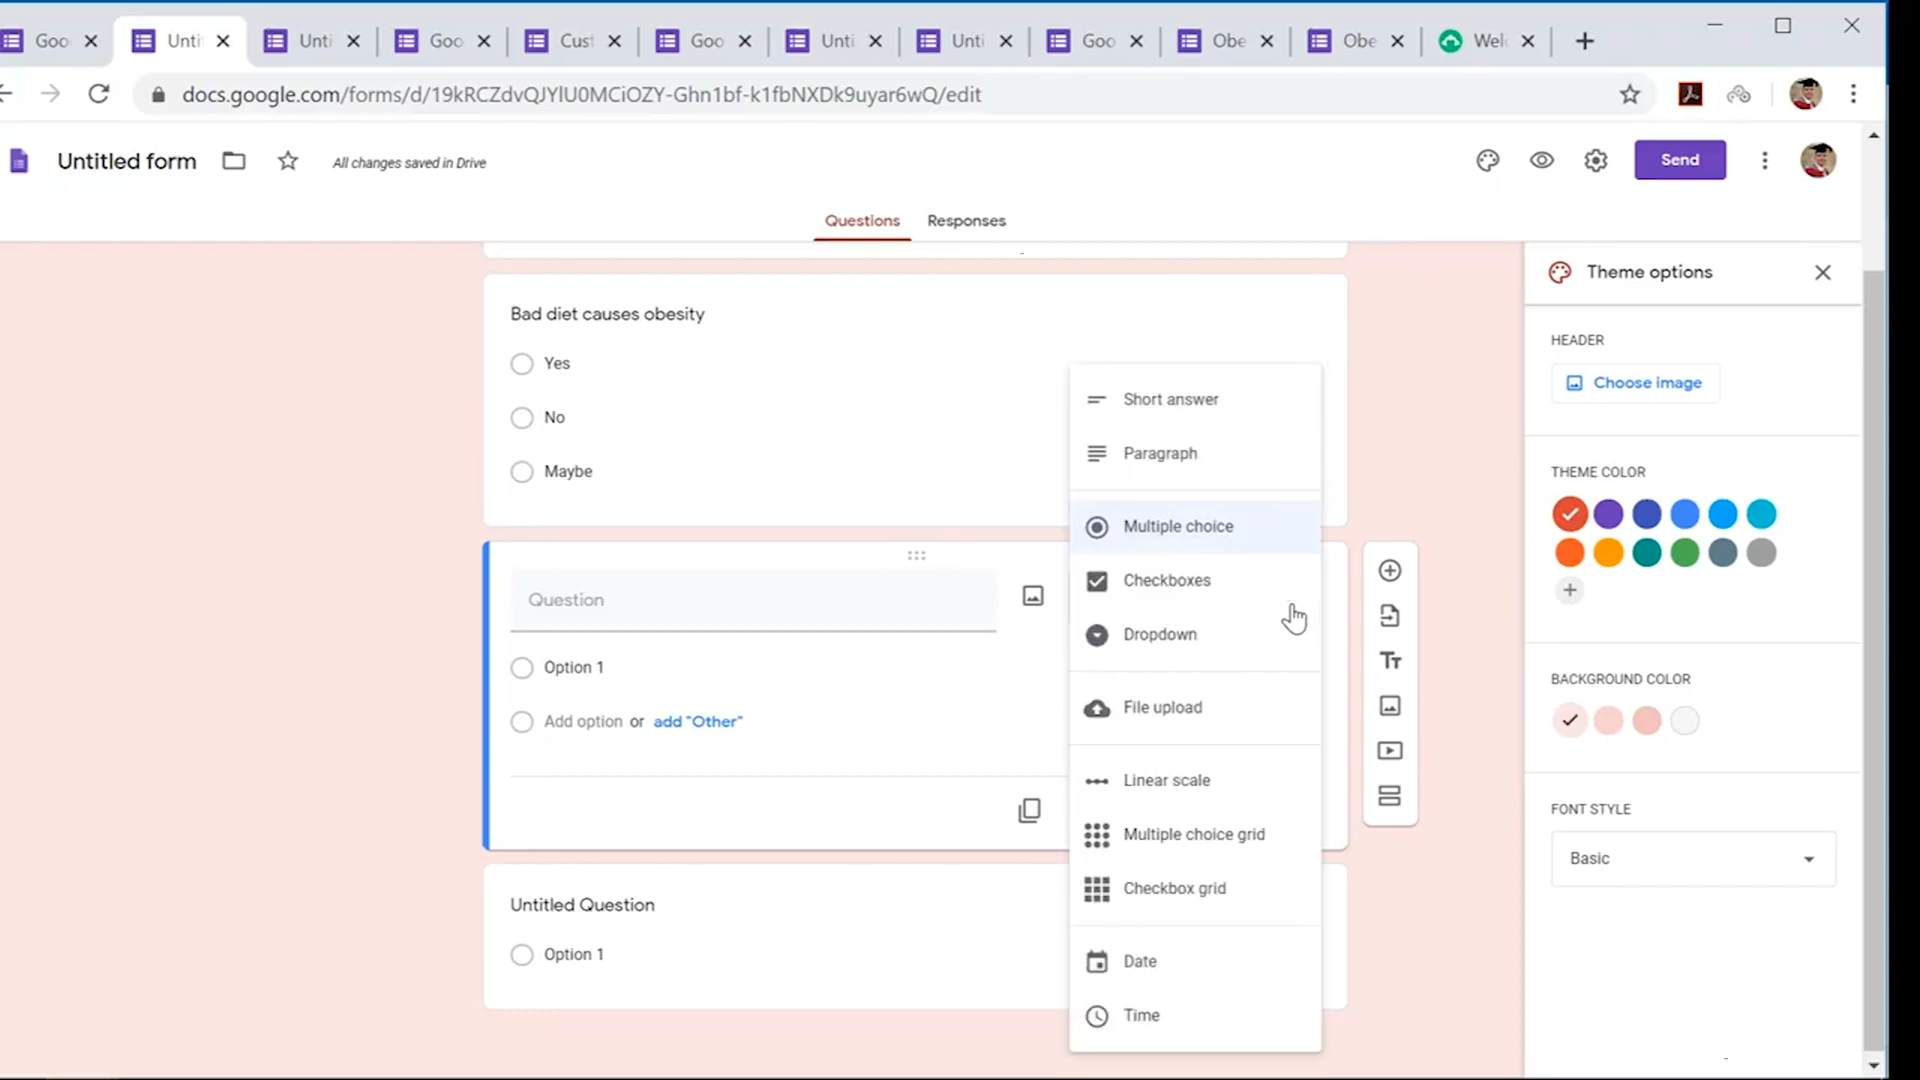 Goo
Unti
Unti
Goo
Cust
Goo
Unti
Unti
Goo
Obe
Obe
Welc
docs.google.com/forms/d/19kRCZdvQJYlU0MCiOZY-Ghn1bf-k1fbNXDk9uyar6wQ/edit
Untitled form
All changes saved in Drive
Send
Questions
Responses
Theme options
Bad diet causes obesity
Yes
No
Maybe
Question
Option 1
Add option or add "Other"
Untitled Question
Option 1
Short answer
Paragraph
Multiple choice
Checkboxes
Dropdown
File upload
Linear scale
Multiple choice grid
Checkbox grid
Date
Time
Tt
HEADER
Choose image
THEME COLOR
BACKGROUND COLOR
FONT STYLE
Basic